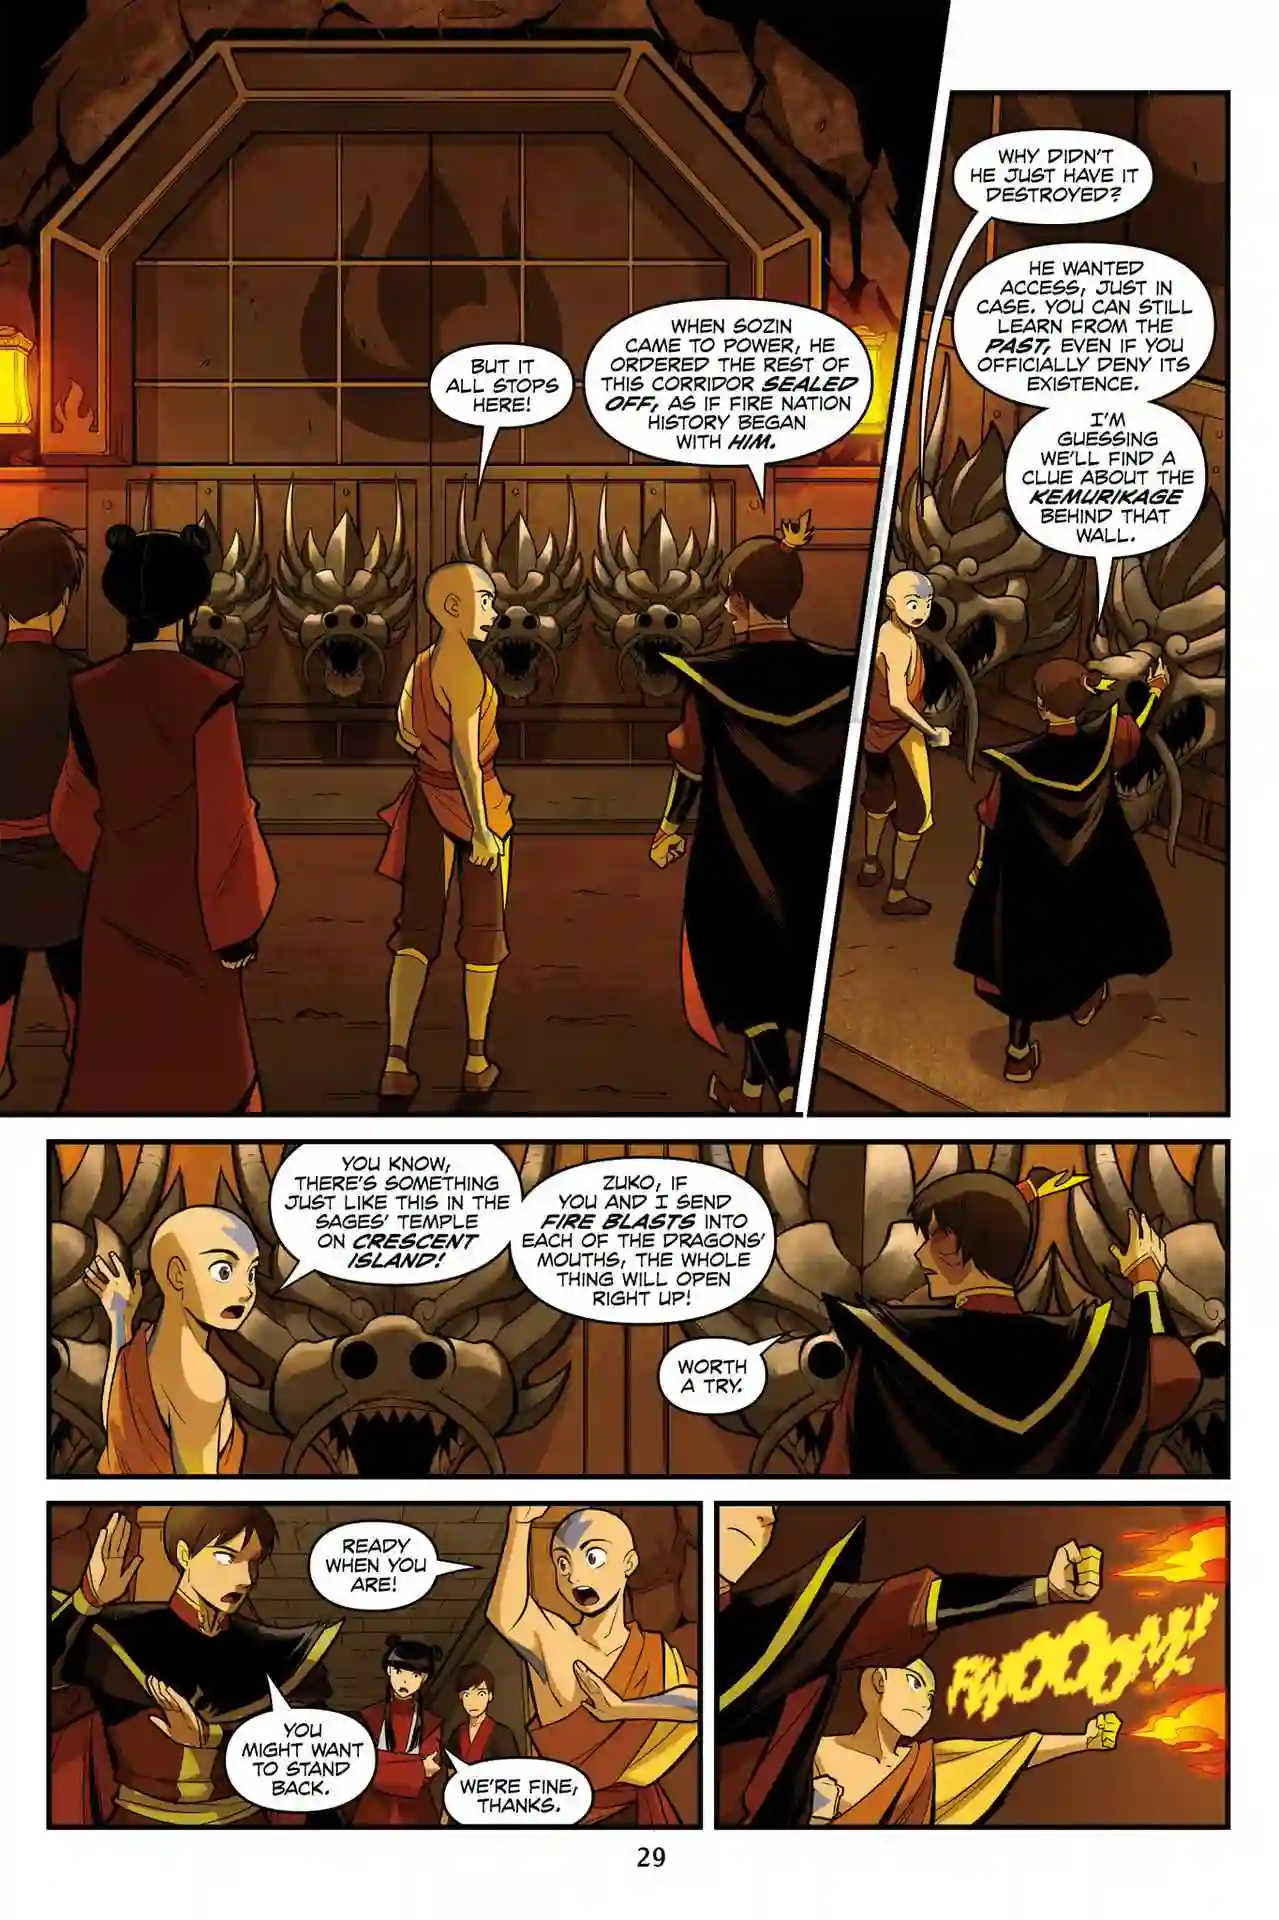 BUT IT
ALL STOPS
HERE!
WHEN SOZIN
CAME TO POWER, HE
ORDERED THE REST OF
THIS CORRIDOR SEALED
OFF, AS IF FIRE NATION
HISTORY BEGAN
WITH HIM.
WHY DIDN'T
HE JUST HAVE IT
DESTROYED?
HE WANTED
ACCESS, JUST IN
CASE. YOU CAN STILL
LEARN FROM THE
PAST, EVEN IF YOU
OFFICIALLY DENY ITS
EXISTENCE.
I'M
GUESSING
WE'LL FIND A
CLUE ABOUT THE
KEMURIKAGE
BEHIND THAT
WALL.
YOU KNOW,
THERE'S SOMETHING
JUST LIKE THIS IN THE
SAGES' TEMPLE
ON CRESCENT
ISLAND!
ZUKO, IF
YOU AND I SEND
FIRE BLASTS INTO
EACH OF THE DRAGONS'
MOUTHS, THE WHOLE
THING WILL OPEN
RIGHT UP!
WORTH
A TRY.
READY
WHEN YOU
ARE!
YOU
MIGHT WANT
TO STAND
BACK.
WE'RE FINE,
THANKS.
FWOOOM!
29